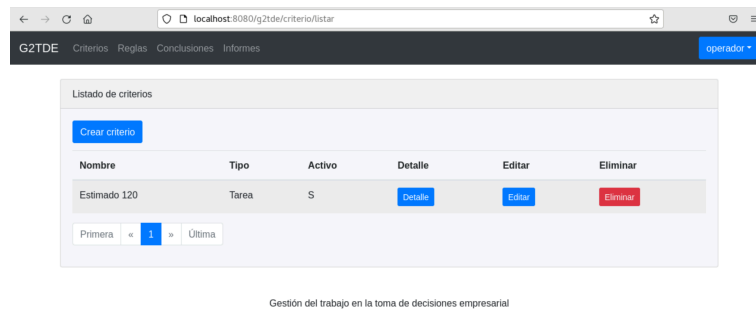 localhost:8080/g2tde/criterio/listar
G2TDE Criterios Reglas Conclusiones Informes operador
Listado de criterios
Crear criterio
Nombre Tipo Activo Detalle Editar Eliminar
Estimado 120 Tarea S Detalle Editar Eliminar
Primera « 1 » Última
Gestión del trabajo en la toma de decisiones empresarial